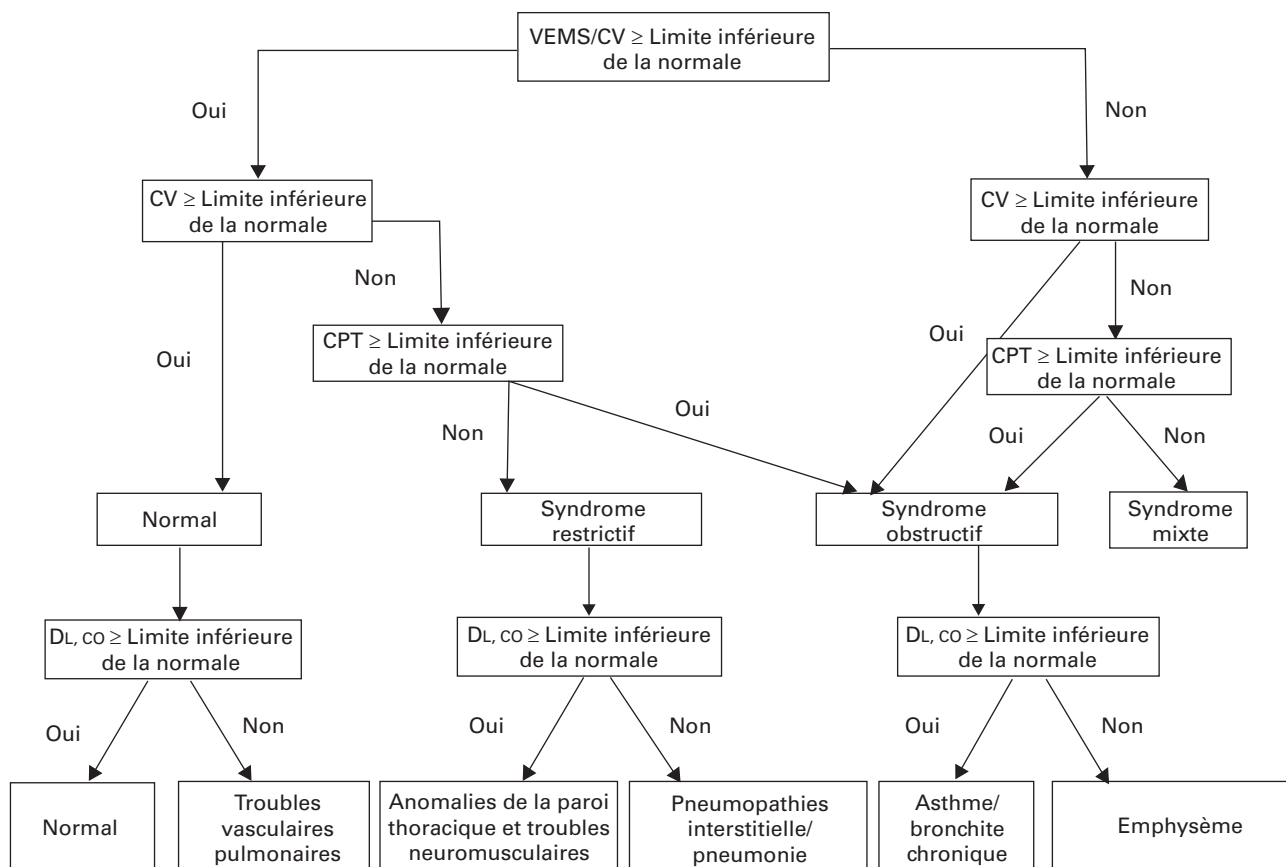 VEMS/CV ≥ Limite inférieure
de la normale
Oui
Non
CV ≥ Limite inférieure
de la normale
CV ≥ Limite inférieure
de la normale
Non
Non
Oui
Oui
CPT ≥ Limite inférieure
de la normale
CPT ≥ Limite inférieure
de la normale
Non
Oui
Oui
Non
Normal
Syndrome
restrictif
Syndrome
obstructif
Syndrome
mixte
DL, CO ≥ Limite inférieure
de la normale
DL, CO ≥ Limite inférieure
de la normale
DL, CO ≥ Limite inférieure
de la normale
Oui
Non
Oui
Non
Oui
Non
Normal
Troubles
vasculaires
pulmonaires
Anomalies de la paroi
thoracique et troubles
neuromusculaires
Pneumopathies
interstitielle/
pneumonie
Asthme/
bronchite
chronique
Emphysème